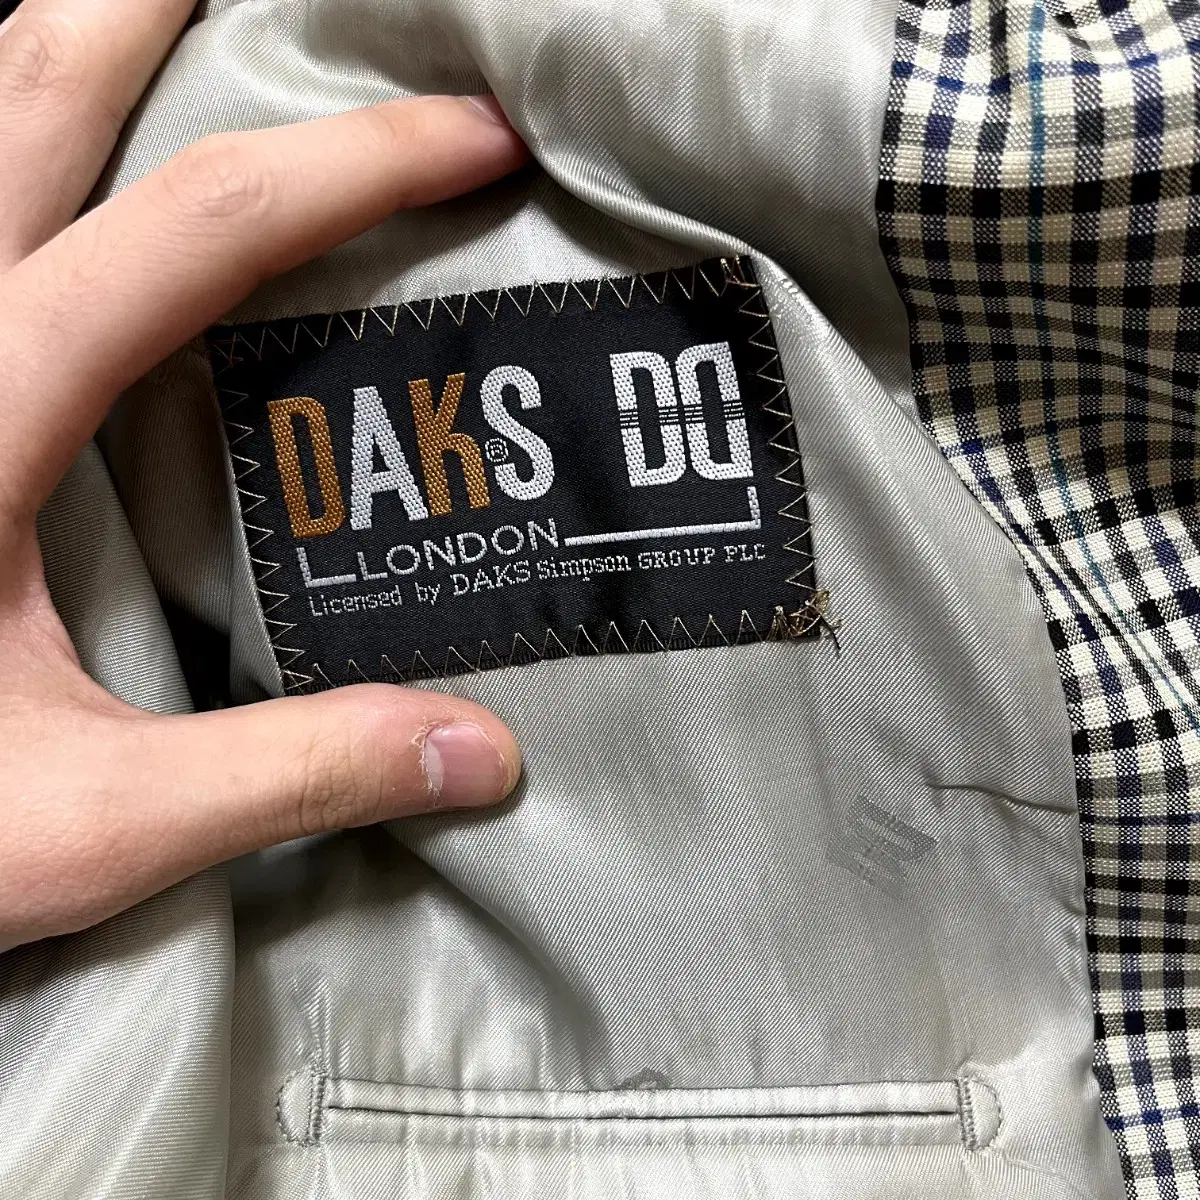 DAKS® DD
LONDON
Licensed by DAKS Simpson GROUP PLC